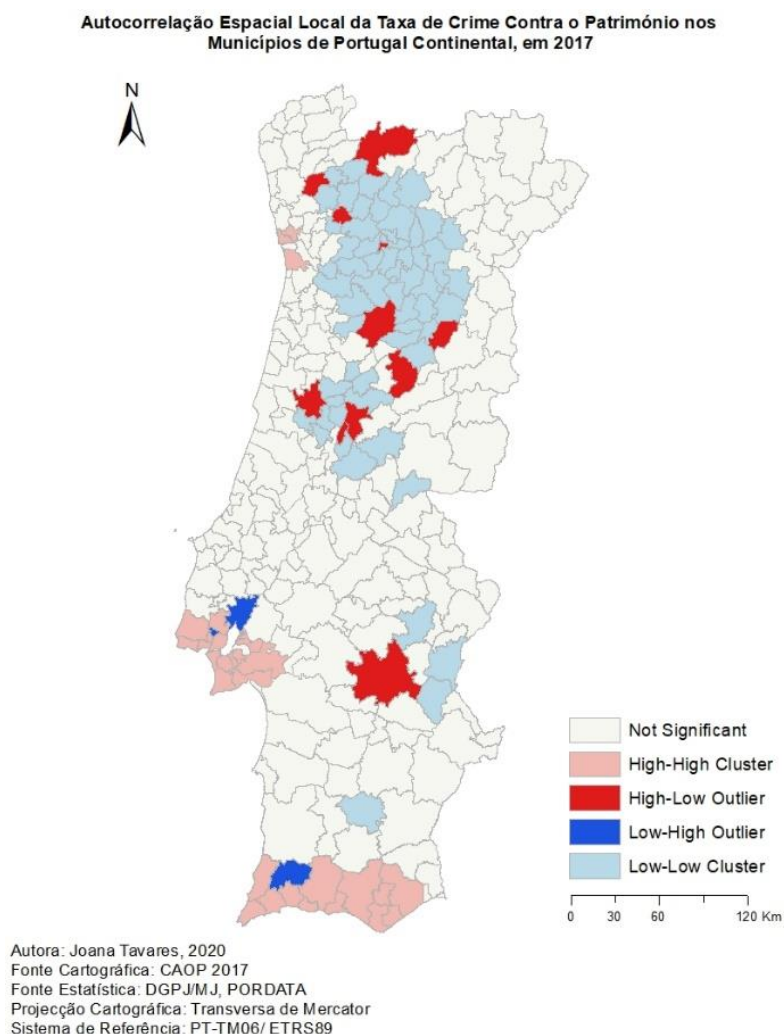 Autocorrelação Espacial Local da Taxa de Crime Contra o Património nos
Municípios de Portugal Continental, em 2017
N
Not Significant
High-High Cluster
High-Low Outlier
Low-High Outlier
Low-Low Cluster
0 30 60 120 Km
Autora: Joana Tavares, 2020
Fonte Cartográfica: CAOP 2017
Fonte Estatística: DGPJ/MJ, PORDATA
Projecção Cartográfica: Transversa de Mercator
Sistema de Referência: PT-TM06/ ETRS89